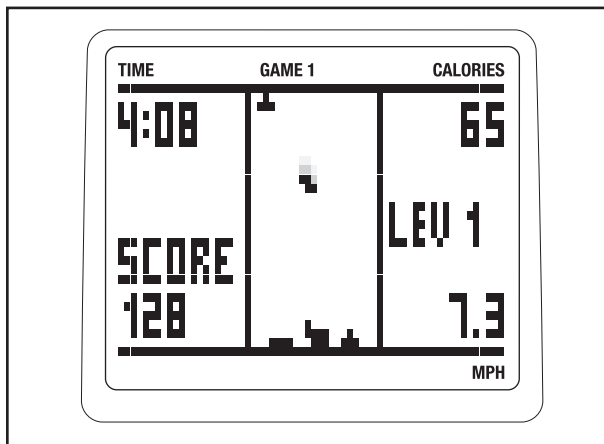 TIME GAME 1 CALORIES
4:08 65
LEV 1
SCORE
128 7.3
MPH